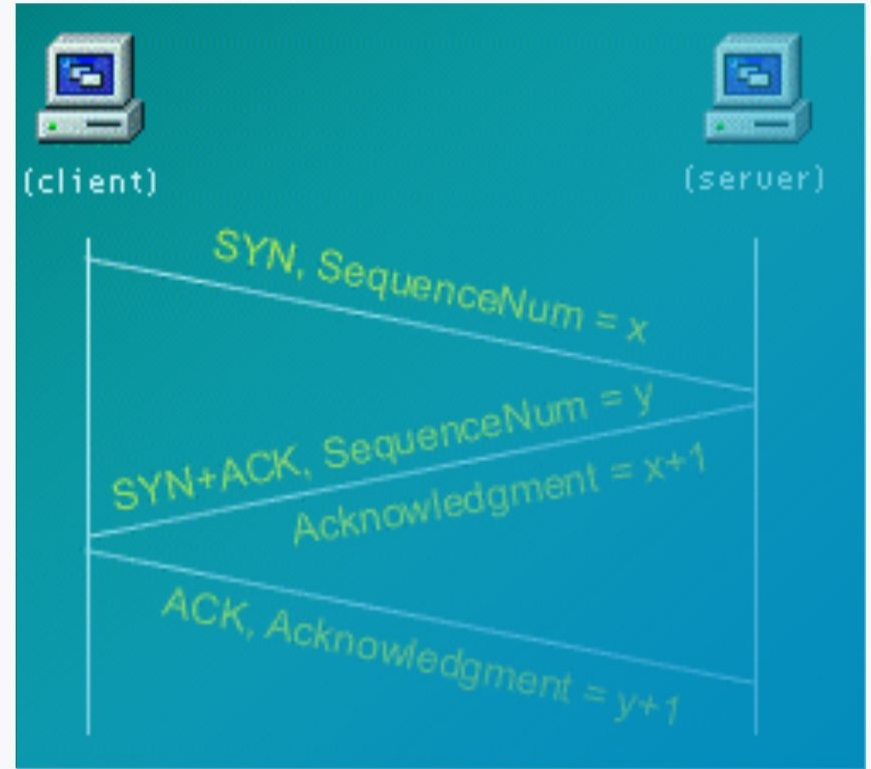 (client)
(server)
SYN, SequenceNum = x
SYN+ACK, SequenceNum = y
Acknowledgment = x+1
ACK, Acknowledgment = y+1